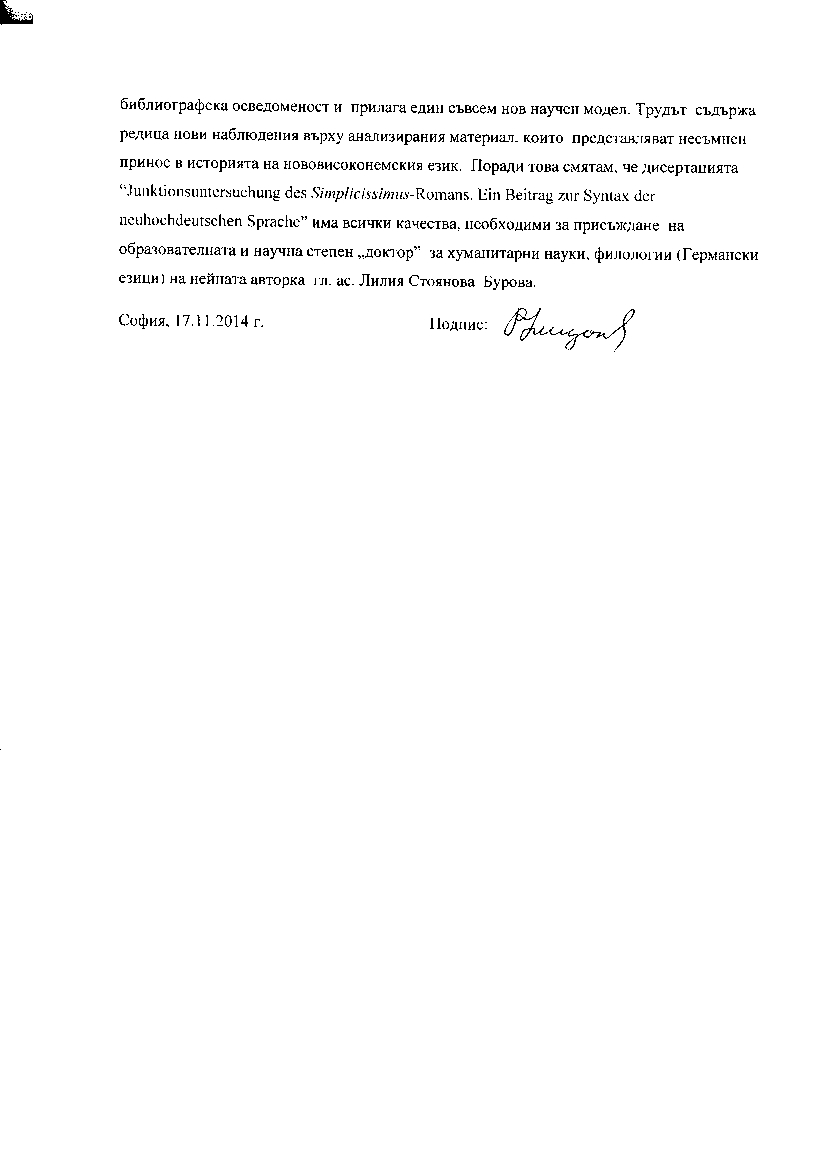 библиографска осведоменост и прилага един съвсем нов научен модел. Трудът съдържа
редица нови наблюдения върху анализирания материал, които представляват несъмнен
принос в историята на нововисоконемския език. Поради това смятам, че дисертацията
“Junktionsuntersuchung des Simplicissimus-Romans. Ein Beitrag zur Syntax der
neuhochdeutschen Sprache” има всички качества, необходими за присъждане на
образователната и научна степен „доктор” за хуманитарни науки, филологии (Германски
езици) на нейната авторка гл. ас. Лилия Стоянова Бурова.
София, 17.11.2014 г. Подпис: